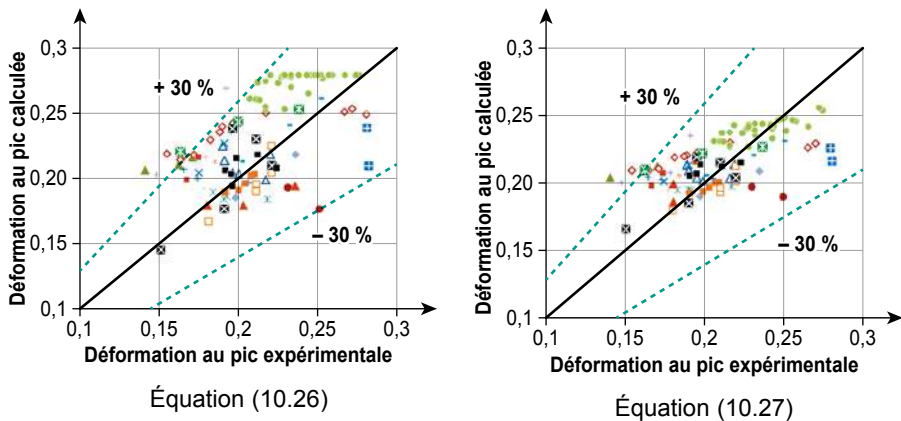 Déformation au pic calculée
0,3
0,25
0,20
0,15
0,1
+ 30 %
– 30 %
0,1
0,15
0,2
0,25
0,3
Déformation au pic expérimentale
Équation (10.26)
Déformation au pic calculée
0,3
0,25
0,20
0,15
0,1
+ 30 %
– 30 %
0,1
0,15
0,2
0,25
0,3
Déformation au pic expérimentale
Équation (10.27)